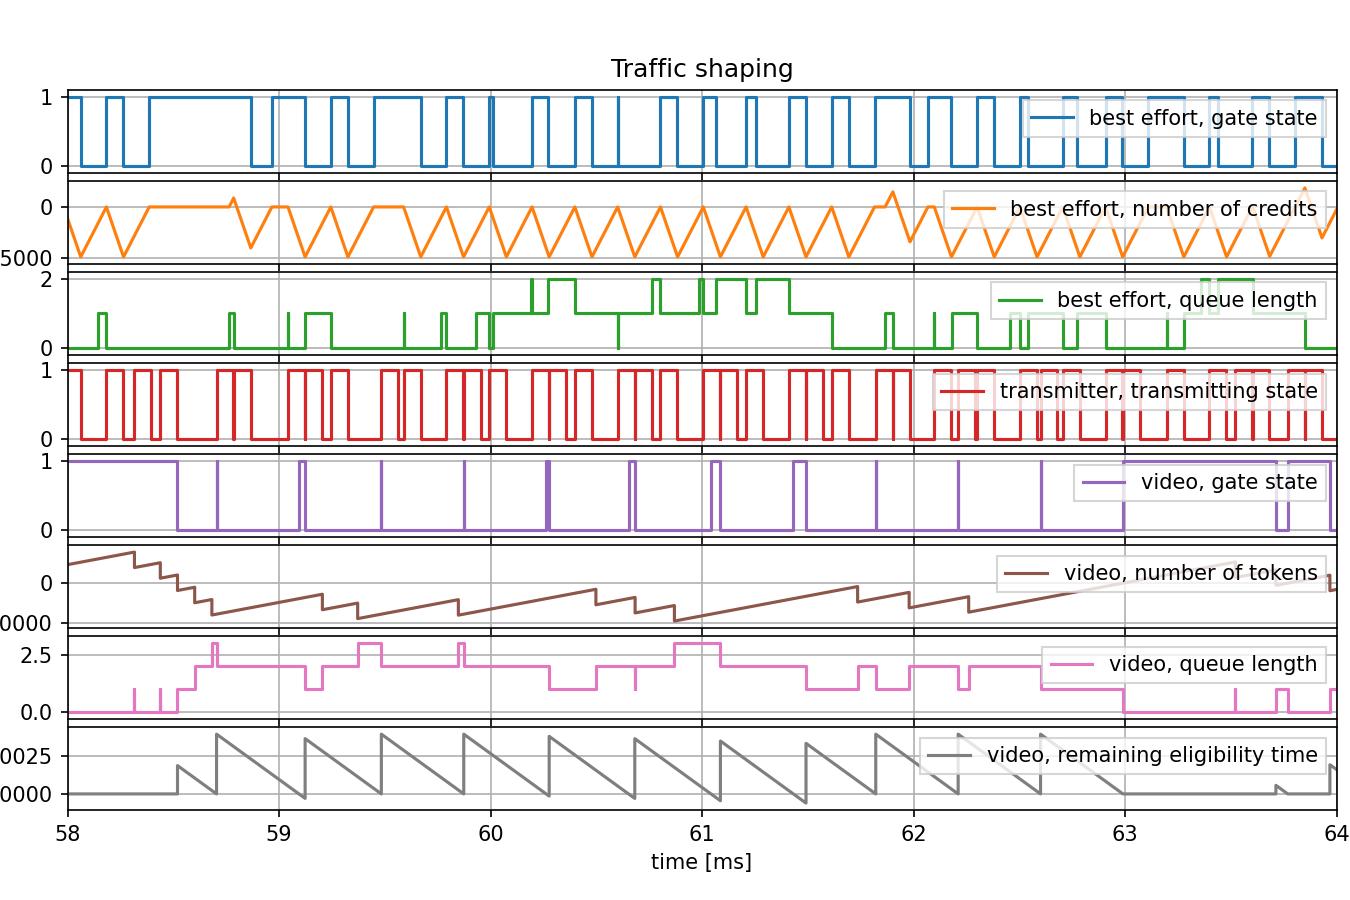 Traffic shaping
1
0
best effort, gate state
0
5000
best effort, number of credits
2
0
best effort, queue length
1
0
transmitter, transmitting state
1
0
video, gate state
0
0000
video, number of tokens
2.5
0.0
video, queue length
0025
0000
video, remaining eligibility time
58 59 60 61 62 63 64
time [ms]